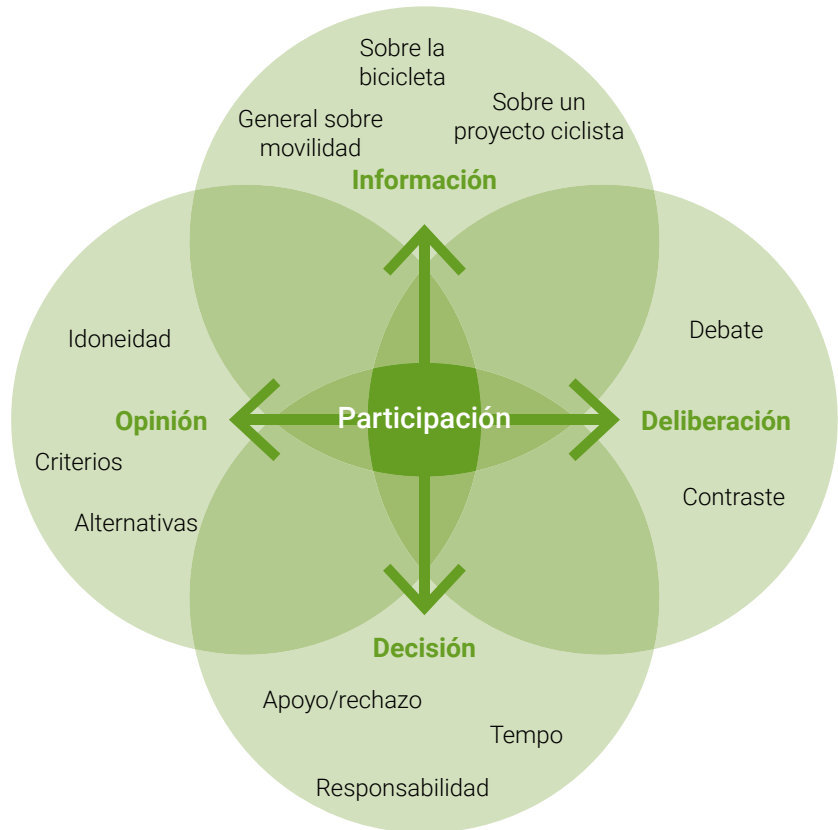 Sobre la
bicicleta
Sobre un
proyecto ciclista
General sobre
movilidad
Información
Idoneidad
Opinión
Criterios
Alternativas
Participación
Debate
Deliberación
Contraste
Decisión
Apoyo/rechazo
Tempo
Responsabilidad